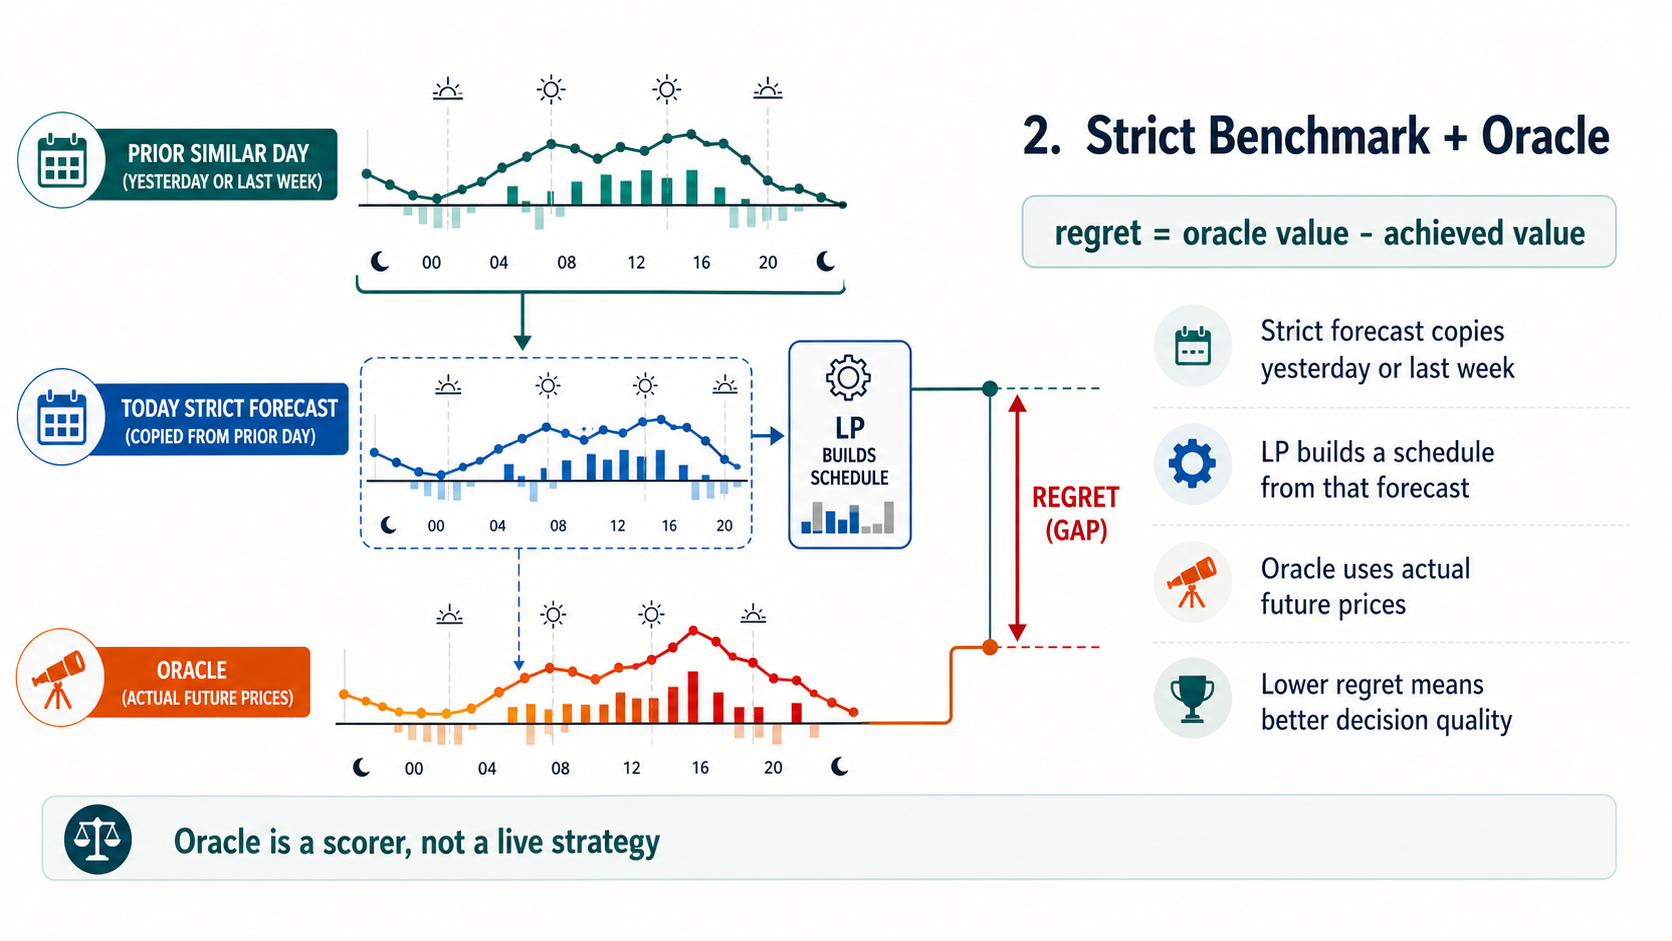 2. Strict Benchmark + Oracle
regret = oracle value - achieved value
PRIOR SIMILAR DAY
(YESTERDAY OR LAST WEEK)
00 04 08 12 16 20
TODAY STRICT FORECAST
(COPIED FROM PRIOR DAY)
00 04 08 12 16 20
LP
BUILDS
SCHEDULE
REGRET
(GAP)
ORACLE
(ACTUAL FUTURE PRICES)
00 04 08 12 16 20
Strict forecast copies
yesterday or last week
LP builds a schedule
from that forecast
Oracle uses actual
future prices
Lower regret means
better decision quality
Oracle is a scorer, not a live strategy